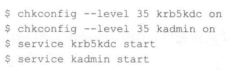 $ chkconfig --level 35 krb5kdc on
$ chkconfig --level 35 kadmin on
$ service krb5kdc start
$ service kadmin start